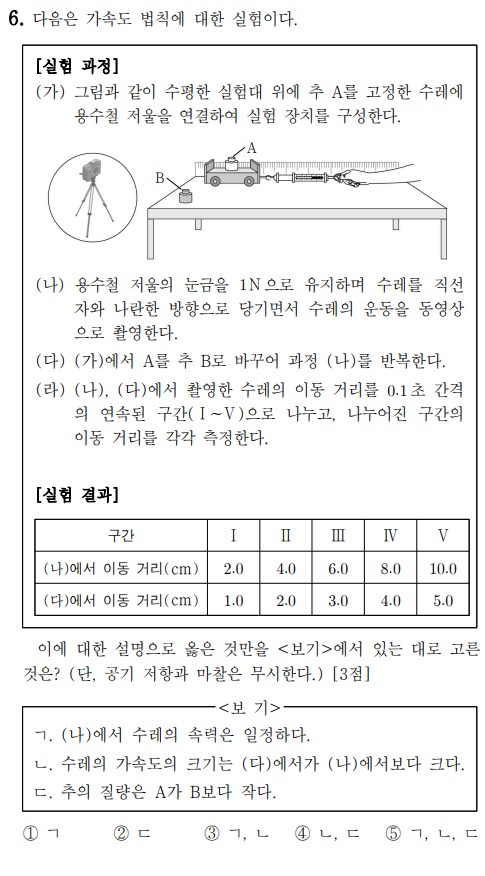 6. 다음은 가속도 법칙에 대한 실험이다.
[실험 과정]
(가) 그림과 같이 수평한 실험대 위에 추 A를 고정한 수레에
용수철 저울을 연결하여 실험 장치를 구성한다.
A
B
(나) 용수철 저울의 눈금을 1N으로 유지하며 수레를 직선
자와 나란한 방향으로 당기면서 수레의 운동을 동영상
으로 촬영한다.
(다) (가)에서 A를 추 B로 바꾸어 과정 (나)를 반복한다.
(라) (나), (다)에서 촬영한 수레의 이동 거리를 0.1초 간격
의 연속된 구간(Ⅰ~Ⅴ)으로 나누고, 나누어진 구간의
이동 거리를 각각 측정한다.
[실험 결과]
구간 Ⅰ Ⅱ Ⅲ Ⅳ Ⅴ
(나)에서 이동 거리(cm) 2.0 4.0 6.0 8.0 10.0
(다)에서 이동 거리(cm) 1.0 2.0 3.0 4.0 5.0
이에 대한 설명으로 옳은 것만을 <보기>에서 있는 대로 고른
것은? (단, 공기 저항과 마찰은 무시한다.) [3점]
<보 기>
ㄱ. (나)에서 수레의 속력은 일정하다.
ㄴ. 수레의 가속도의 크기는 (다)에서가 (나)에서보다 크다.
ㄷ. 추의 질량은 A가 B보다 작다.
① ㄱ ② ㄷ ③ ㄱ, ㄴ ④ ㄴ, ㄷ ⑤ ㄱ, ㄴ, ㄷ